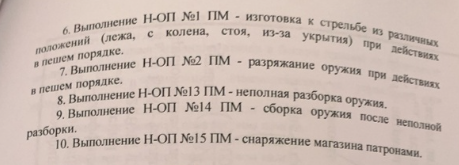 6. Выполнение Н-ОП №1 ПМ - изготовка к стрельбе из различных
положений (лежа, с колена, стоя, из-за укрытия) при действиях
в пешем порядке.
7. Выполнение Н-ОП №2 ПМ - разряжание оружия при действиях
в пешем порядке.
8. Выполнение Н-ОП №13 ПМ - неполная разборка оружия.
9. Выполнение Н-ОП №14 ПМ - сборка оружия после неполной
разборки.
10. Выполнение Н-ОП №15 ПМ - снаряжение магазина патронами.